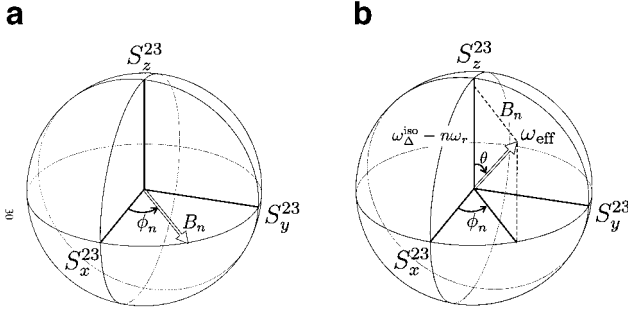 a
b
S_z^{23}
S_z^{23}
B_n
ω_Δ^{iso} − nω_r
ω_eff
θ
30
B_n
S_y^{23}
S_y^{23}
ϕ_n
ϕ_n
S_x^{23}
S_x^{23}